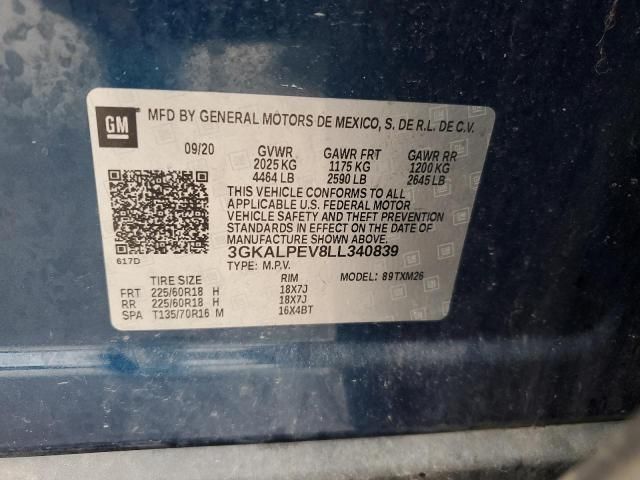 GM
MFD BY GENERAL MOTORS DE MEXICO, S. DE R.L. DE C.V.
09/20 GVWR GAWR FRT GAWR RR
2025 KG 1175 KG 1200 KG
4464 LB 2590 LB 2645 LB
THIS VEHICLE CONFORMS TO ALL
APPLICABLE U.S. FEDERAL MOTOR
VEHICLE SAFETY AND THEFT PREVENTION
STANDARDS IN EFFECT ON THE DATE OF
MANUFACTURE SHOWN ABOVE.
617D 3GKALPEV8LL340839
TYPE: M.P.V. MODEL: 89TXM26
TIRE SIZE RIM
FRT 225/60R18 H 18X7J
RR 225/60R18 H 18X7J
SPA T135/70R16 M 16X4BT